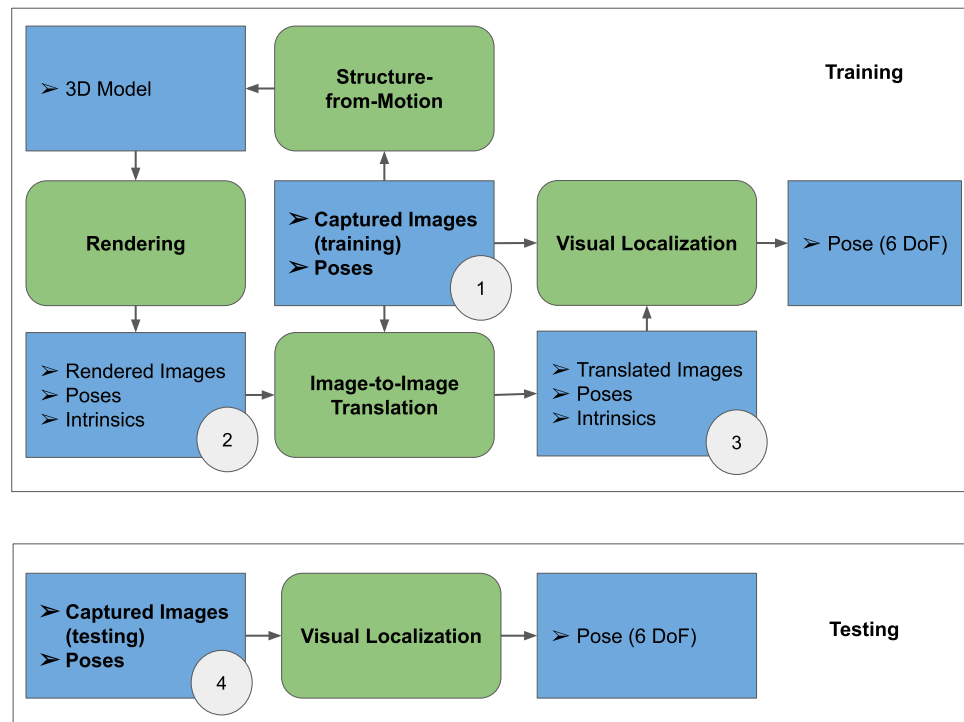 ➢ 3D Model
Structure-
from-Motion
Training
Rendering
➢ Captured Images
(training)
➢ Poses
1
Visual Localization
➢ Pose (6 DoF)
➢ Rendered Images
➢ Poses
➢ Intrinsics
2
Image-to-Image
Translation
➢ Translated Images
➢ Poses
➢ Intrinsics
3
➢ Captured Images
(testing)
➢ Poses
4
Visual Localization
➢ Pose (6 DoF)
Testing